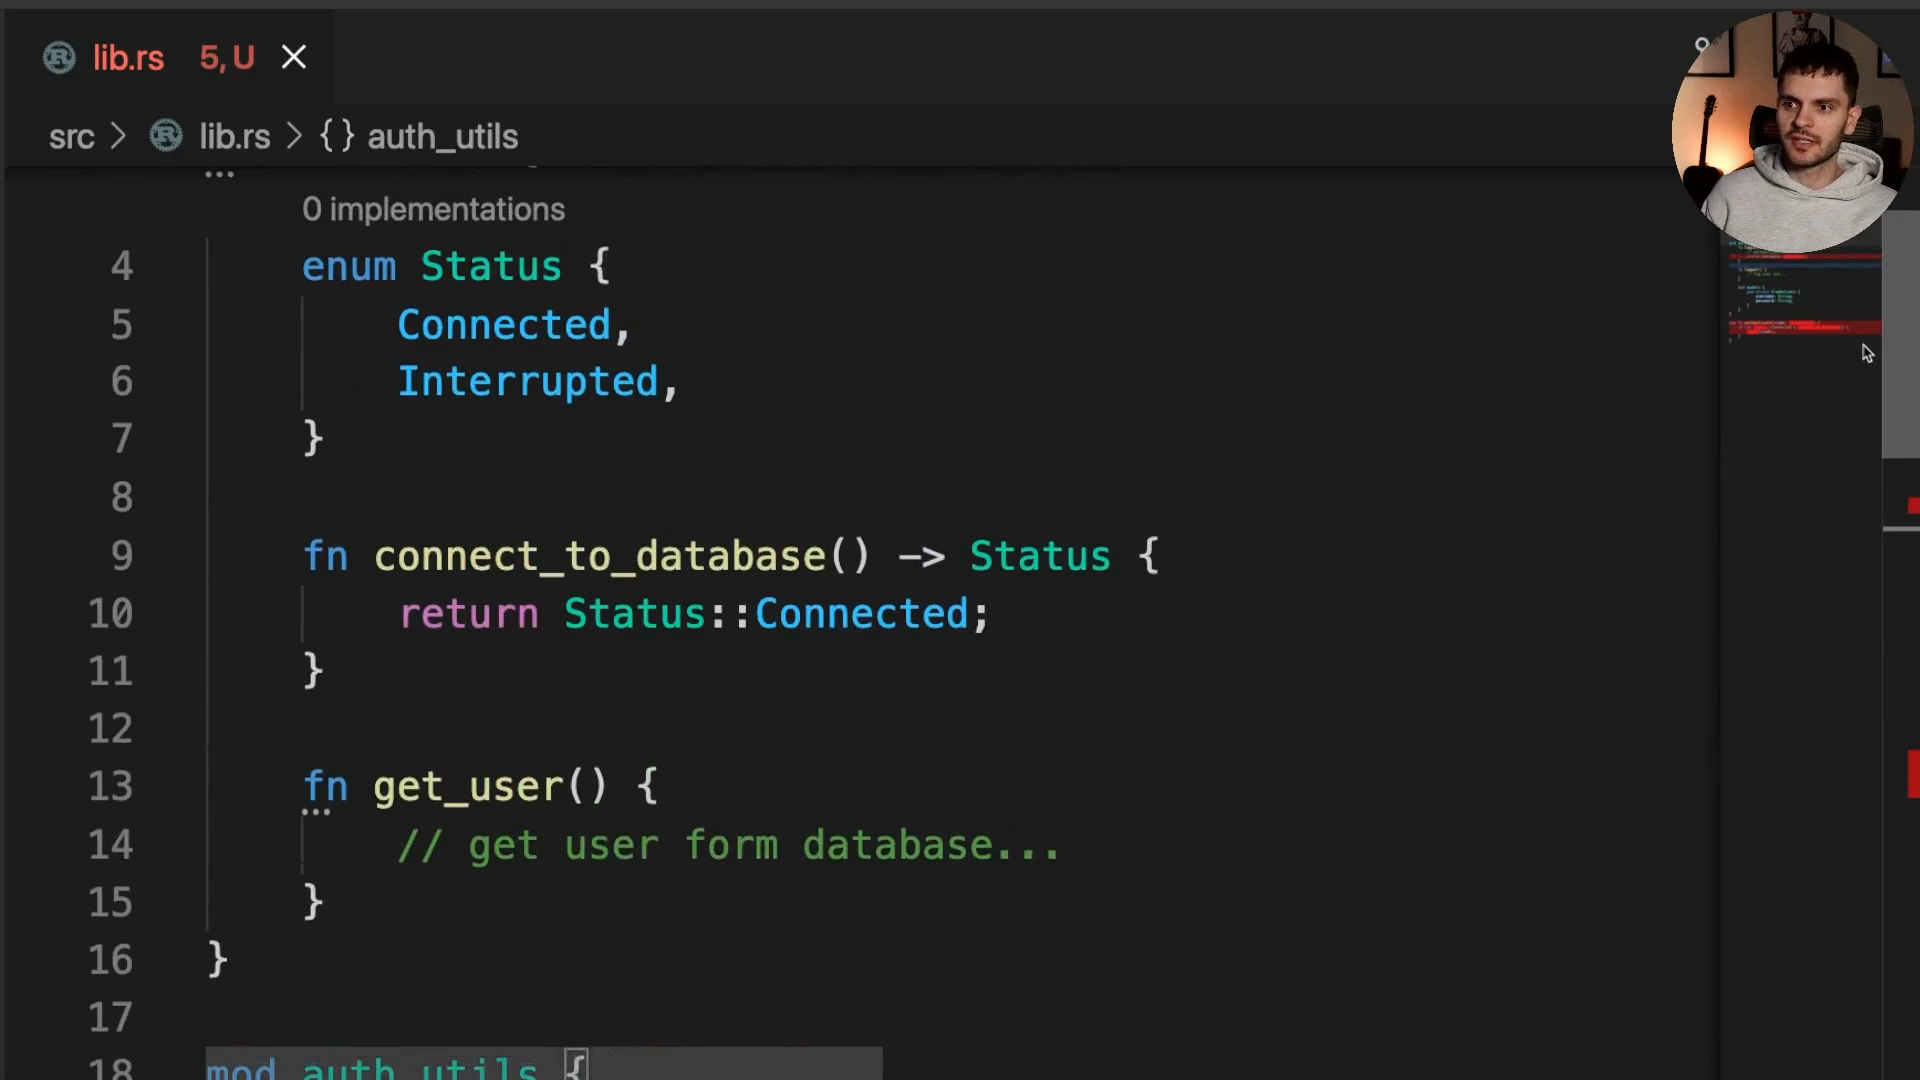 lib.rs 5, U
src > lib.rs > {} auth_utils
0 implementations
4 enum Status {
5 Connected,
6 Interrupted,
7 }
8
9 fn connect_to_database() -> Status {
10 return Status::Connected;
11 }
12
13 fn get_user() {
14 // get user form database...
15 }
16 }
17
18 mod auth_utils {